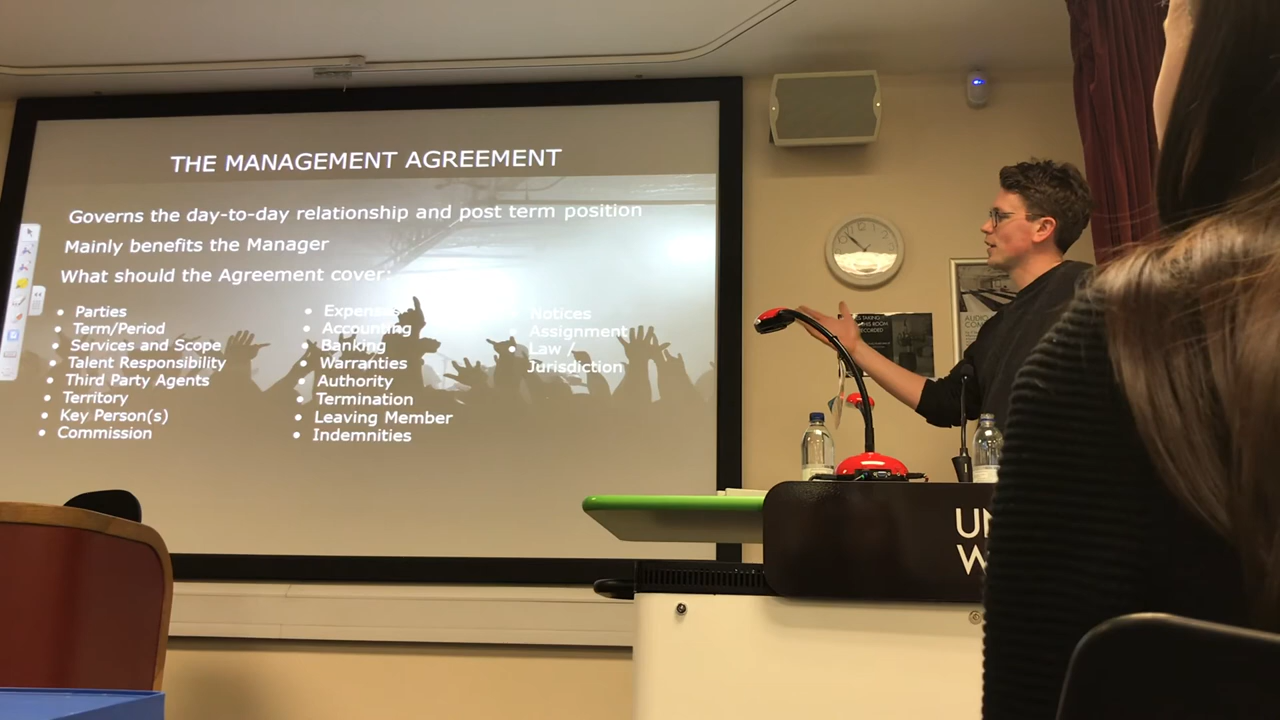 THE MANAGEMENT AGREEMENT
Governs the day-to-day relationship and post term position
Mainly benefits the Manager
What should the Agreement cover:
• Parties
• Term/Period
• Services and Scope
• Talent Responsibility
• Third Party Agents
• Territory
• Key Person(s)
• Commission
• Expenses
• Accounting
• Banking
• Warranties
• Authority
• Termination
• Leaving Member
• Indemnities
• Notices
• Assignment
• Law /
Jurisdiction
AUDIO
UN
W